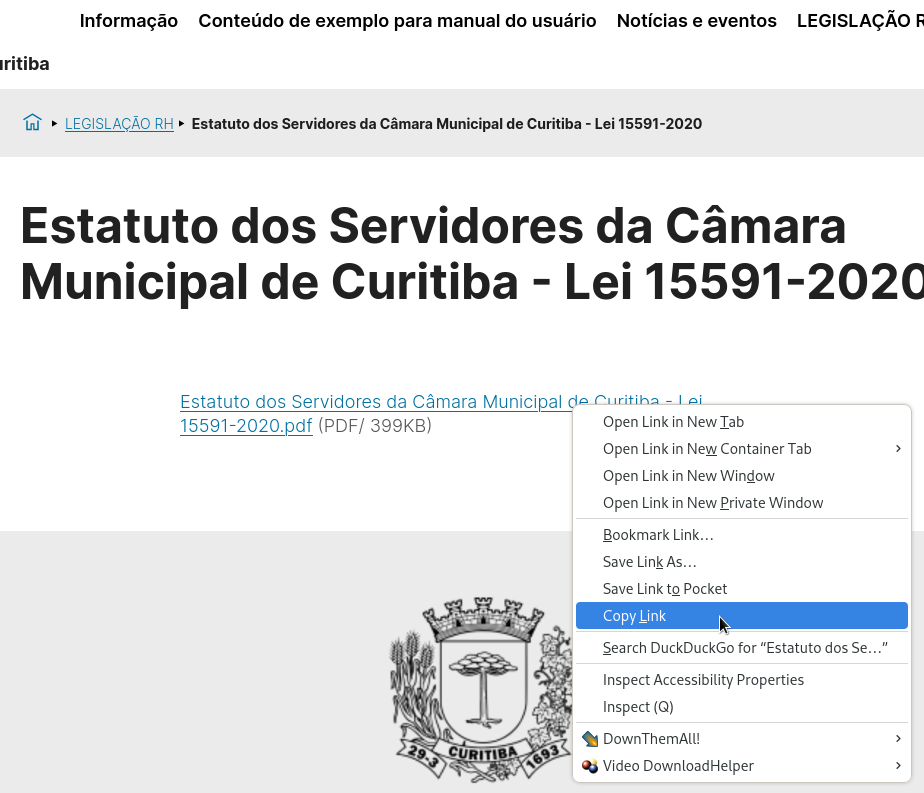 Informação Conteúdo de exemplo para manual do usuário Notícias e eventos LEGISLAÇÃO R
uritiba
LEGISLAÇÃO RH Estatuto dos Servidores da Câmara Municipal de Curitiba - Lei 15591-2020
Estatuto dos Servidores da Câmara
Municipal de Curitiba - Lei 15591-2020
Estatuto dos Servidores da Câmara Municipal de Curitiba - Lei
15591-2020.pdf (PDF/ 399KB)
Open Link in New Tab
Open Link in New Container Tab
Open Link in New Window
Open Link in New Private Window
Bookmark Link…
Save Link As…
Save Link to Pocket
Copy Link
Search DuckDuckGo for “Estatuto dos Se…”
Inspect Accessibility Properties
Inspect (Q)
DownThemAll!
Video DownloadHelper
29.3 CURITIBA 1693